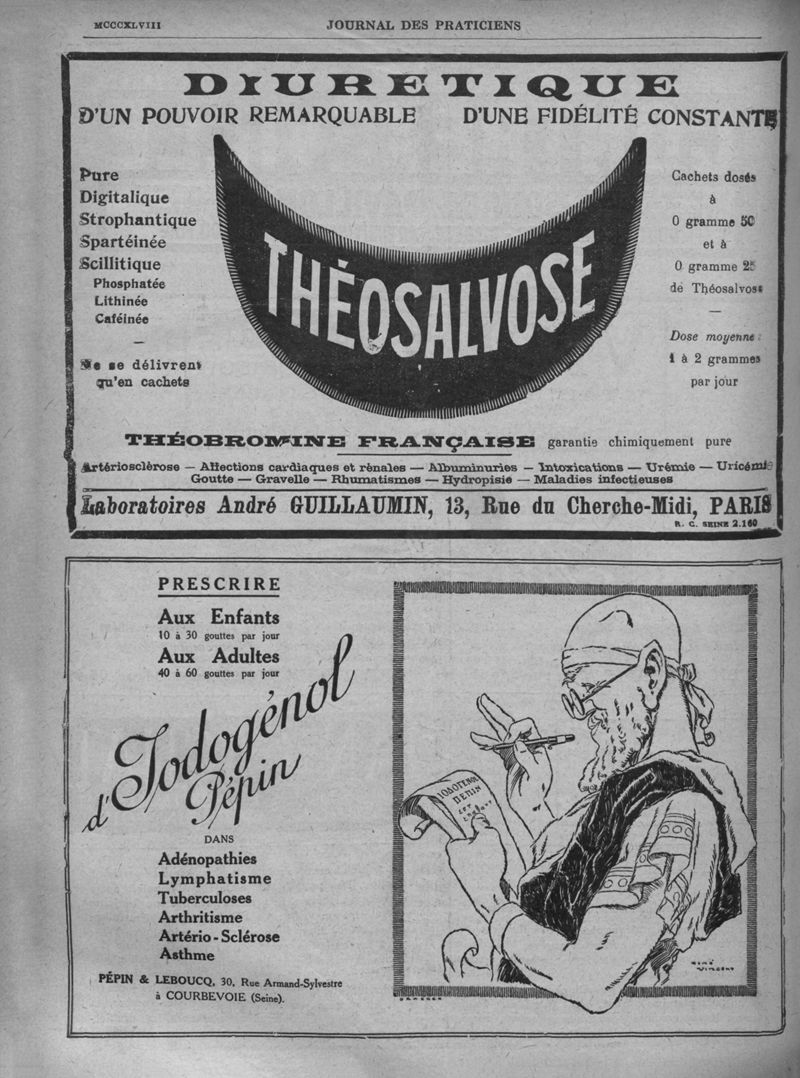 MCCCXLVIII
JOURNAL DES PRATICIENS
DIURETIQUE
D'UN POUVOIR REMARQUABLE D'UNE FIDÉLITÉ CONSTANTE
Pure
Digitalique
Strophantique
Spartéinée
Scillitique
Phosphatée
Lithinée
Caféinée
—
Ne se délivrent
qu'en cachets
THÉOSALVOSE
Cachets dosés
à
0 gramme 50
et à
0 gramme 25
de Théosalvose
—
Dose moyenne :
1 à 2 grammes
par jour
THÉOBROMINE FRANÇAISE garantie chimiquement pure
Artériosclérose — Affections cardiaques et rénales — Albuminuries — Intoxications — Urémie — Uricémie
Goutte — Gravelle — Rhumatismes — Hydropisie — Maladies infectieuses
Laboratoires André GUILLAUMIN, 13, Rue du Cherche-Midi, PARIS
R. C. SEINE 2.160
PRESCRIRE
Aux Enfants
10 à 30 gouttes par jour
Aux Adultes
40 à 60 gouttes par jour
d'Iodogénol
Pépin
DANS
Adénopathies
Lymphatisme
Tuberculoses
Arthritisme
Artério-Sclérose
Asthme
PÉPIN & LEBOUCQ, 30, Rue Armand-Sylvestre
à COURBEVOIE (Seine).
IODOGENOL
PEPIN
EST
RENÉ
VINCENT